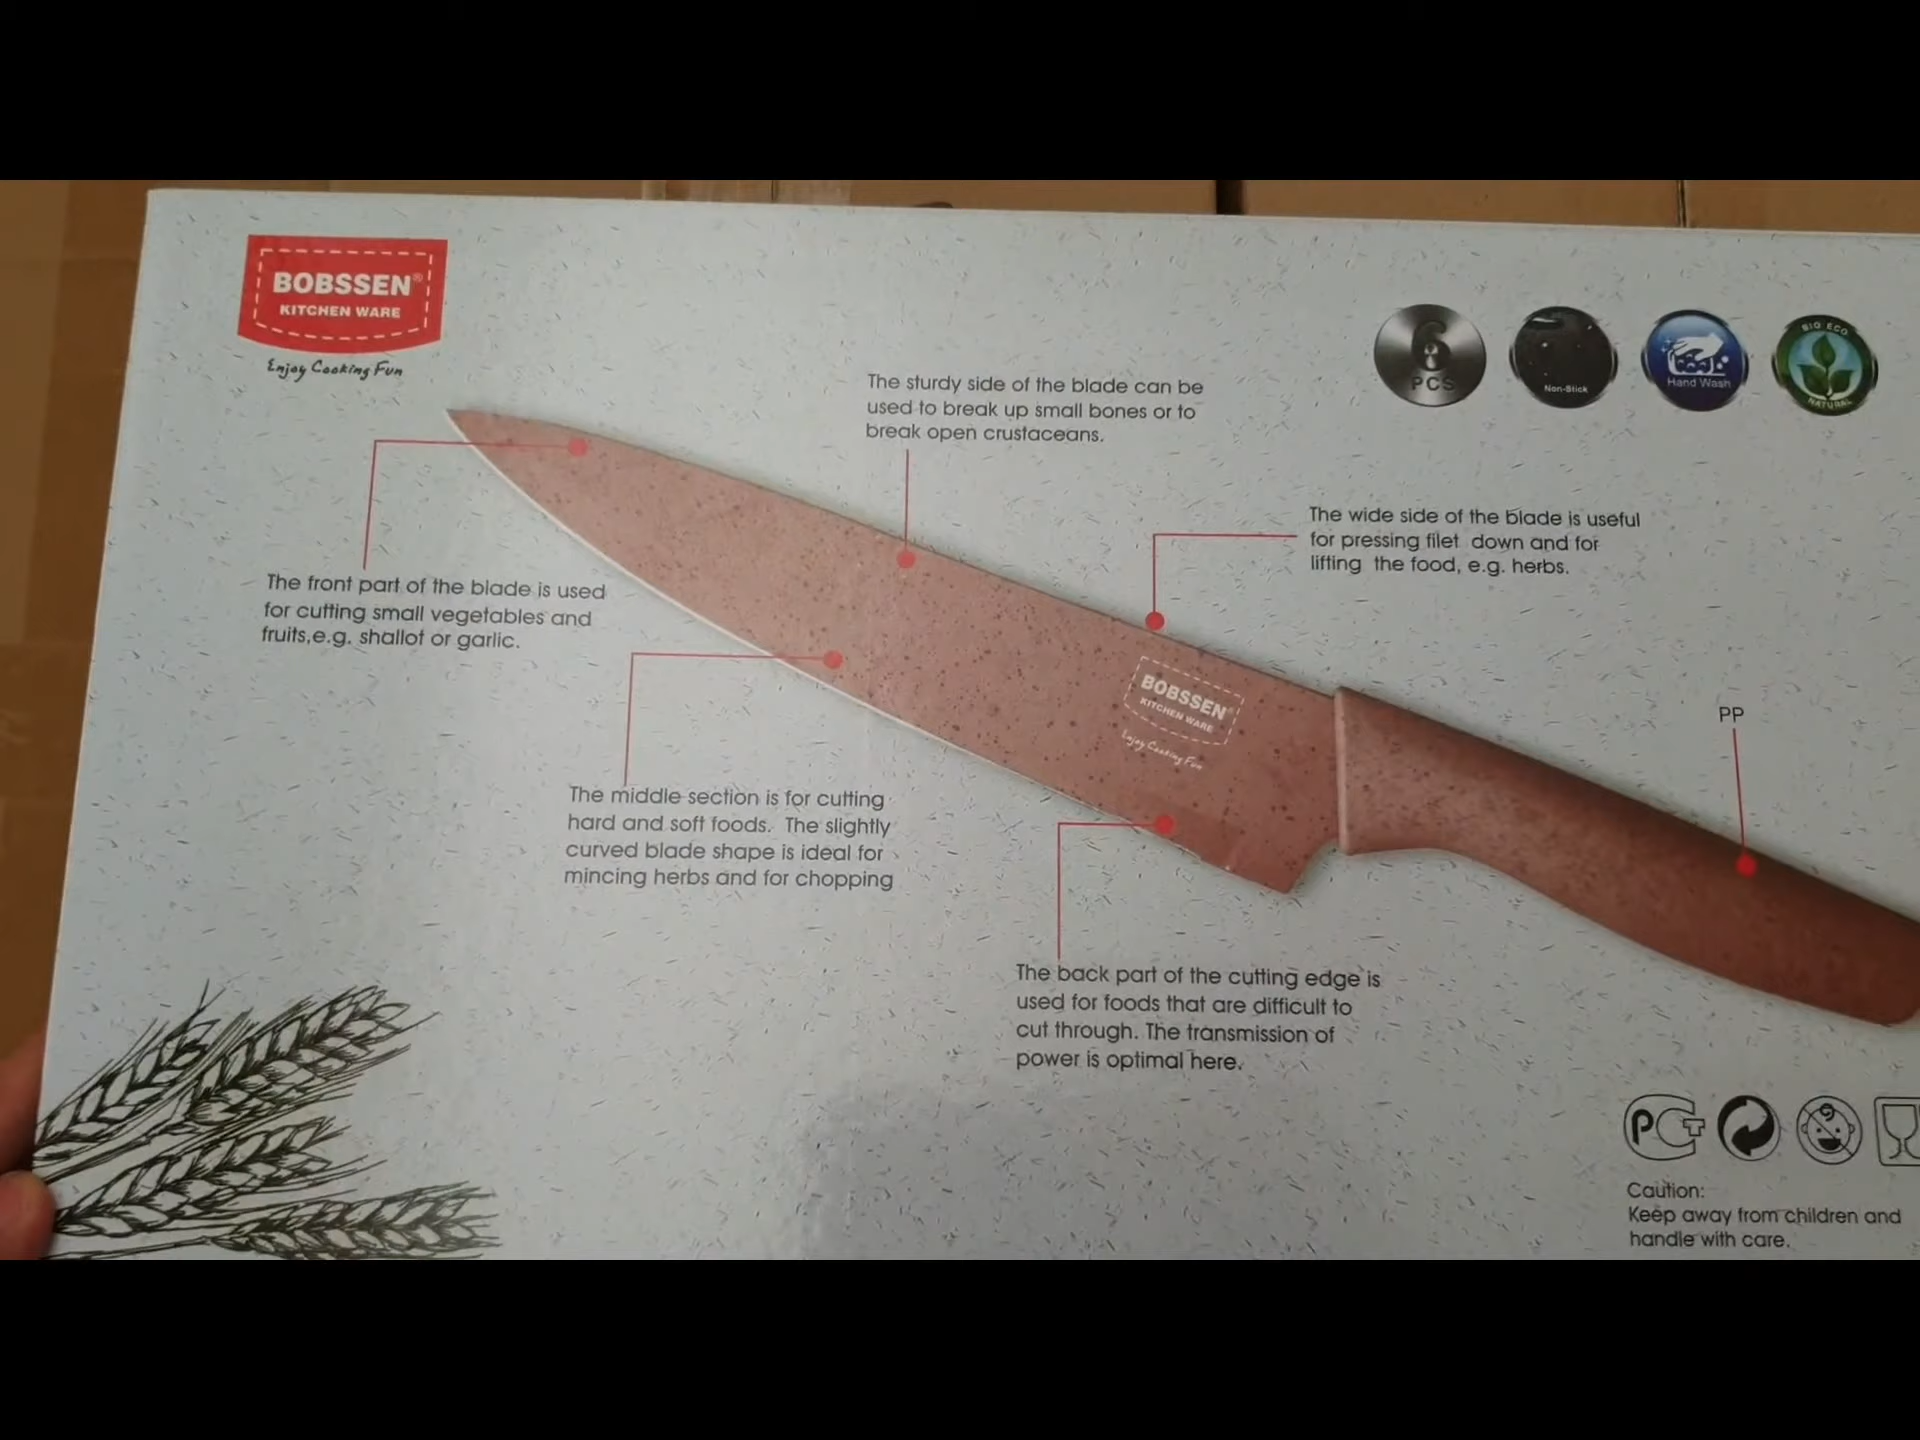 BOBSSEN®
KITCHEN WARE
Enjoy Cooking Fun
6
PCS
Non-Stick
Hand Wash
BIO ECO
NATURAL
The sturdy side of the blade can be
used to break up small bones or to
break open crustaceans.
The wide side of the blade is useful
for pressing filet down and for
lifting the food, e.g. herbs.
The front part of the blade is used
for cutting small vegetables and
fruits,e.g. shallot or garlic.
BOBSSEN
KITCHEN WARE
Enjoy Cooking Fun
PP
The middle section is for cutting
hard and soft foods. The slightly
curved blade shape is ideal for
mincing herbs and for chopping
The back part of the cutting edge is
used for foods that are difficult to
cut through. The transmission of
power is optimal here.
PCT
Caution:
Keep away from children and
handle with care.